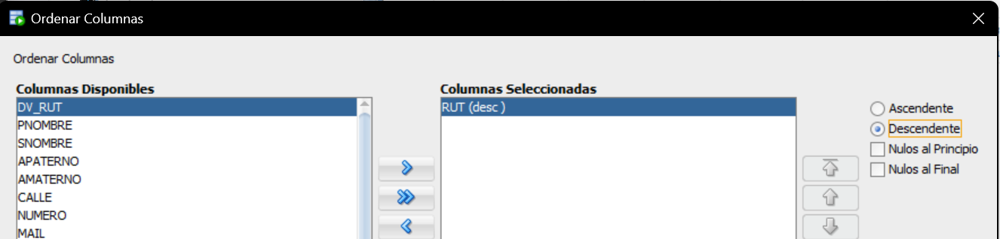 Ordenar Columnas
Ordenar Columnas
Columnas Disponibles
DV_RUT
PNOMBRE
SNOMBRE
APATERNO
AMATERNO
CALLE
NUMERO
MAIL
Columnas Seleccionadas
RUT (desc )
Ascendente
Descendente
Nulos al Principio
Nulos al Final